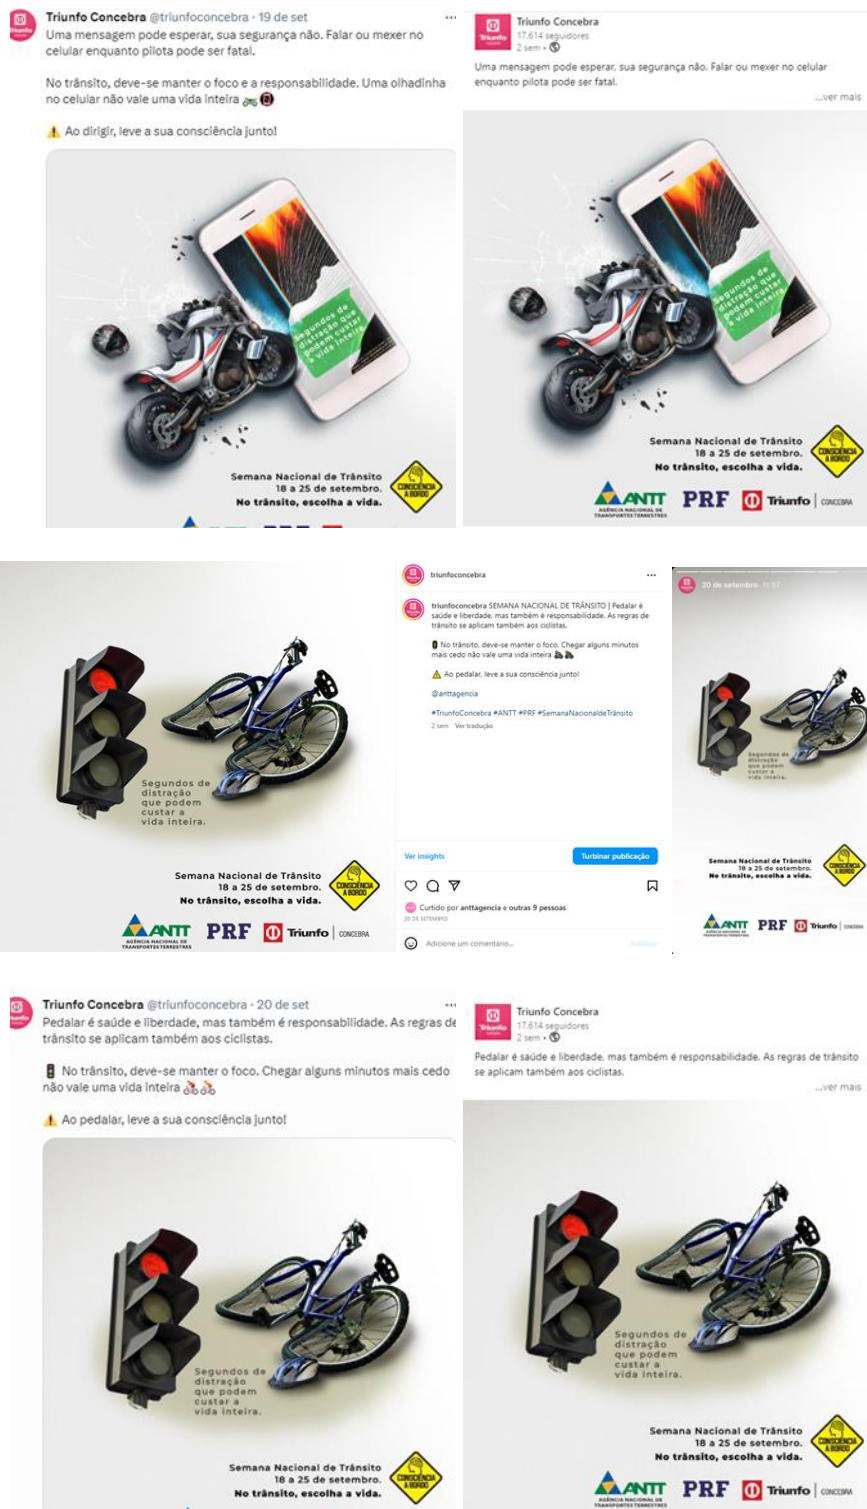 Triunfo Concebra @triunfoconcebra · 19 de set
Uma mensagem pode esperar, sua segurança não. Falar ou mexer no
celular enquanto pilota pode ser fatal.
No trânsito, deve-se manter o foco e a responsabilidade. Uma olhadinha
no celular não vale uma vida inteira
Ao dirigir, leve a sua consciência junto!
Segundos de
distração que
podem custar
a vida inteira
Semana Nacional de Trânsito
18 a 25 de setembro.
No trânsito, escolha a vida.
CONSCIÊNCIA
A BORDO
Triunfo Concebra
17.614 seguidores
2 sem •
Uma mensagem pode esperar, sua segurança não. Falar ou mexer no celular
enquanto pilota pode ser fatal.
...ver mais
Segundos de
distração que
podem custar
a vida inteira
Semana Nacional de Trânsito
18 a 25 de setembro.
No trânsito, escolha a vida.
CONSCIÊNCIA
A BORDO
ANTT
AGÊNCIA NACIONAL DE
TRANSPORTES TERRESTRES
PRF
Triunfo | CONCEBRA
Segundos de
distração
que podem
custar a
vida inteira.
Semana Nacional de Trânsito
18 a 25 de setembro.
No trânsito, escolha a vida.
CONSCIÊNCIA
A BORDO
ANTT
AGÊNCIA NACIONAL DE
TRANSPORTES TERRESTRES
PRF
Triunfo | CONCEBRA
triunfoconcebra
triunfoconcebra SEMANA NACIONAL DE TRÂNSITO | Pedalar é
saúde e liberdade, mas também é responsabilidade. As regras de
trânsito se aplicam também aos ciclistas.
No trânsito, deve-se manter o foco. Chegar alguns minutos
mais cedo não vale uma vida inteira
Ao pedalar, leve a sua consciência junto!
@anttagencia
#TriunfoConcebra #ANTT #PRF #SemanaNacionaldeTrânsito
2 sem Ver tradução
Ver insights
Turbinar publicação
Curtido por anttagencia e outras 9 pessoas
20 DE SETEMBRO
Adicione um comentário...
Publicar
20 de setembro 11:57
Segundos de
distração
que podem
custar a
vida inteira.
Semana Nacional de Trânsito
18 a 25 de setembro.
No trânsito, escolha a vida.
CONSCIÊNCIA
A BORDO
ANTT
AGÊNCIA NACIONAL DE
TRANSPORTES TERRESTRES
PRF
Triunfo | CONCEBRA
Triunfo Concebra @triunfoconcebra · 20 de set
Pedalar é saúde e liberdade, mas também é responsabilidade. As regras de
trânsito se aplicam também aos ciclistas.
No trânsito, deve-se manter o foco. Chegar alguns minutos mais cedo
não vale uma vida inteira
Ao pedalar, leve a sua consciência junto!
Segundos de
distração
que podem
custar a
vida inteira.
Semana Nacional de Trânsito
18 a 25 de setembro.
No trânsito, escolha a vida.
CONSCIÊNCIA
A BORDO
Triunfo Concebra
17.614 seguidores
2 sem •
Pedalar é saúde e liberdade, mas também é responsabilidade. As regras de trânsito
se aplicam também aos ciclistas.
...ver mais
Segundos de
distração
que podem
custar a
vida inteira.
Semana Nacional de Trânsito
18 a 25 de setembro.
No trânsito, escolha a vida.
CONSCIÊNCIA
A BORDO
ANTT
AGÊNCIA NACIONAL DE
TRANSPORTES TERRESTRES
PRF
Triunfo | CONCEBRA